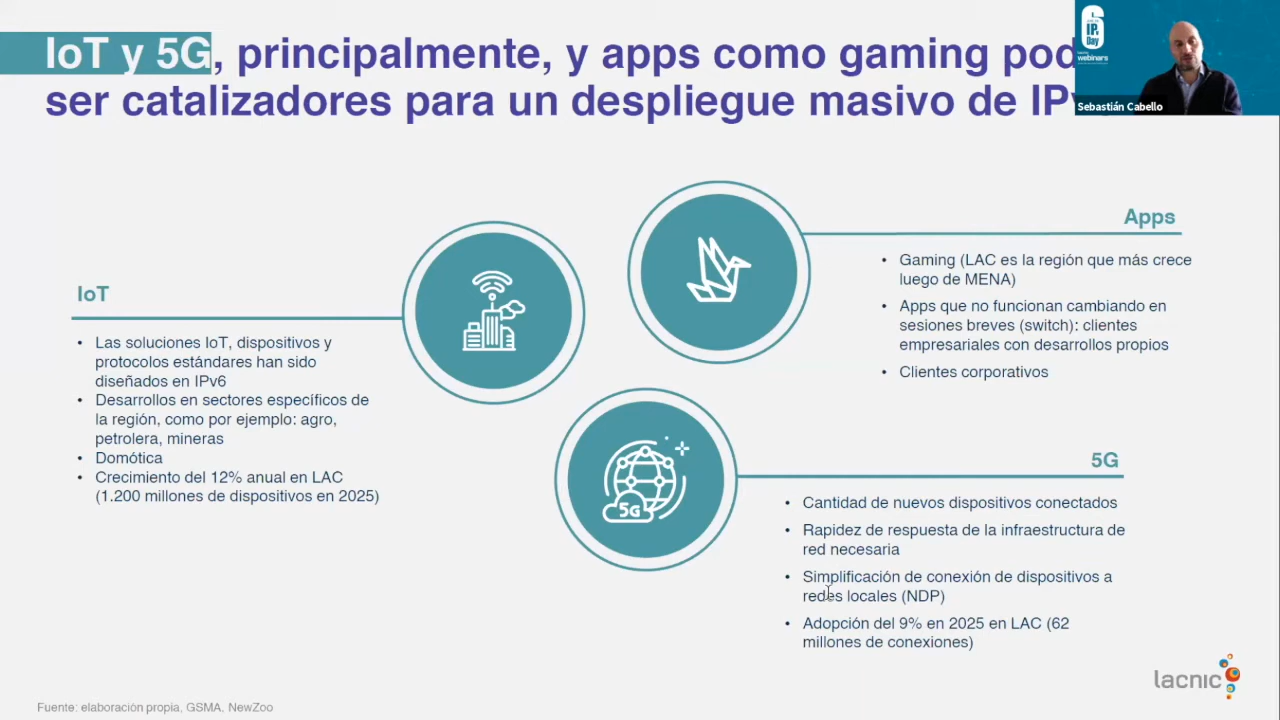 IoT y 5G, principalmente, y apps como gaming pod
ser catalizadores para un despliegue masivo de IPv
6
IPv6
Day
webinars
Sebastián Cabello
Apps
• Gaming (LAC es la región que más crece
luego de MENA)
• Apps que no funcionan cambiando en
sesiones breves (switch): clientes
empresariales con desarrollos propios
• Clientes corporativos
IoT
• Las soluciones IoT, dispositivos y
protocolos estándares han sido
diseñados en IPv6
• Desarrollos en sectores específicos de
la región, como por ejemplo: agro,
petrolera, mineras
• Domótica
• Crecimiento del 12% anual en LAC
(1.200 millones de dispositivos en 2025)
5G
5G
• Cantidad de nuevos dispositivos conectados
• Rapidez de respuesta de la infraestructura de
red necesaria
• Simplificación de conexión de dispositivos a
redes locales (NDP)
• Adopción del 9% en 2025 en LAC (62
millones de conexiones)
lacnic
Fuente: elaboración propia, GSMA, NewZoo